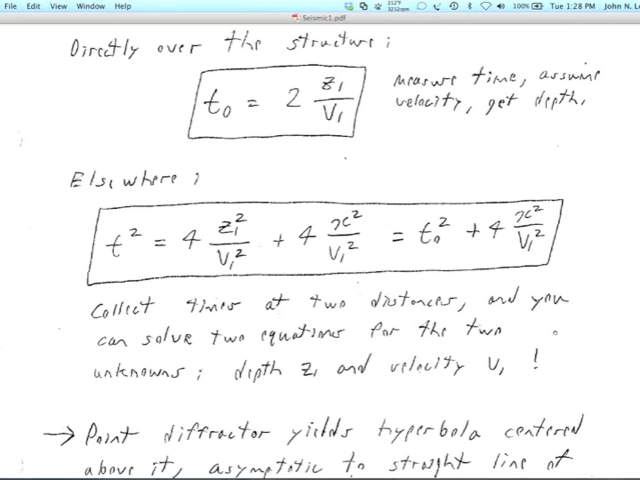 File Edit View Window Help 100% Tue 1:28 PM John N. Lo
Seismic1.pdf
Directly over the structure:
t₀ = 2 z₁/V₁
measure time, assume
velocity, get depth.
Elsewhere:
t² = 4 z₁²/V₁² + 4 x²/V₁² = t₀² + 4 x²/V₁²
Collect times at two distances, and you
can solve two equations for the two
unknowns: depth z₁ and velocity V₁ !
→ Point diffractor yields hyperbola centered
above it, asymptotic to straight line of